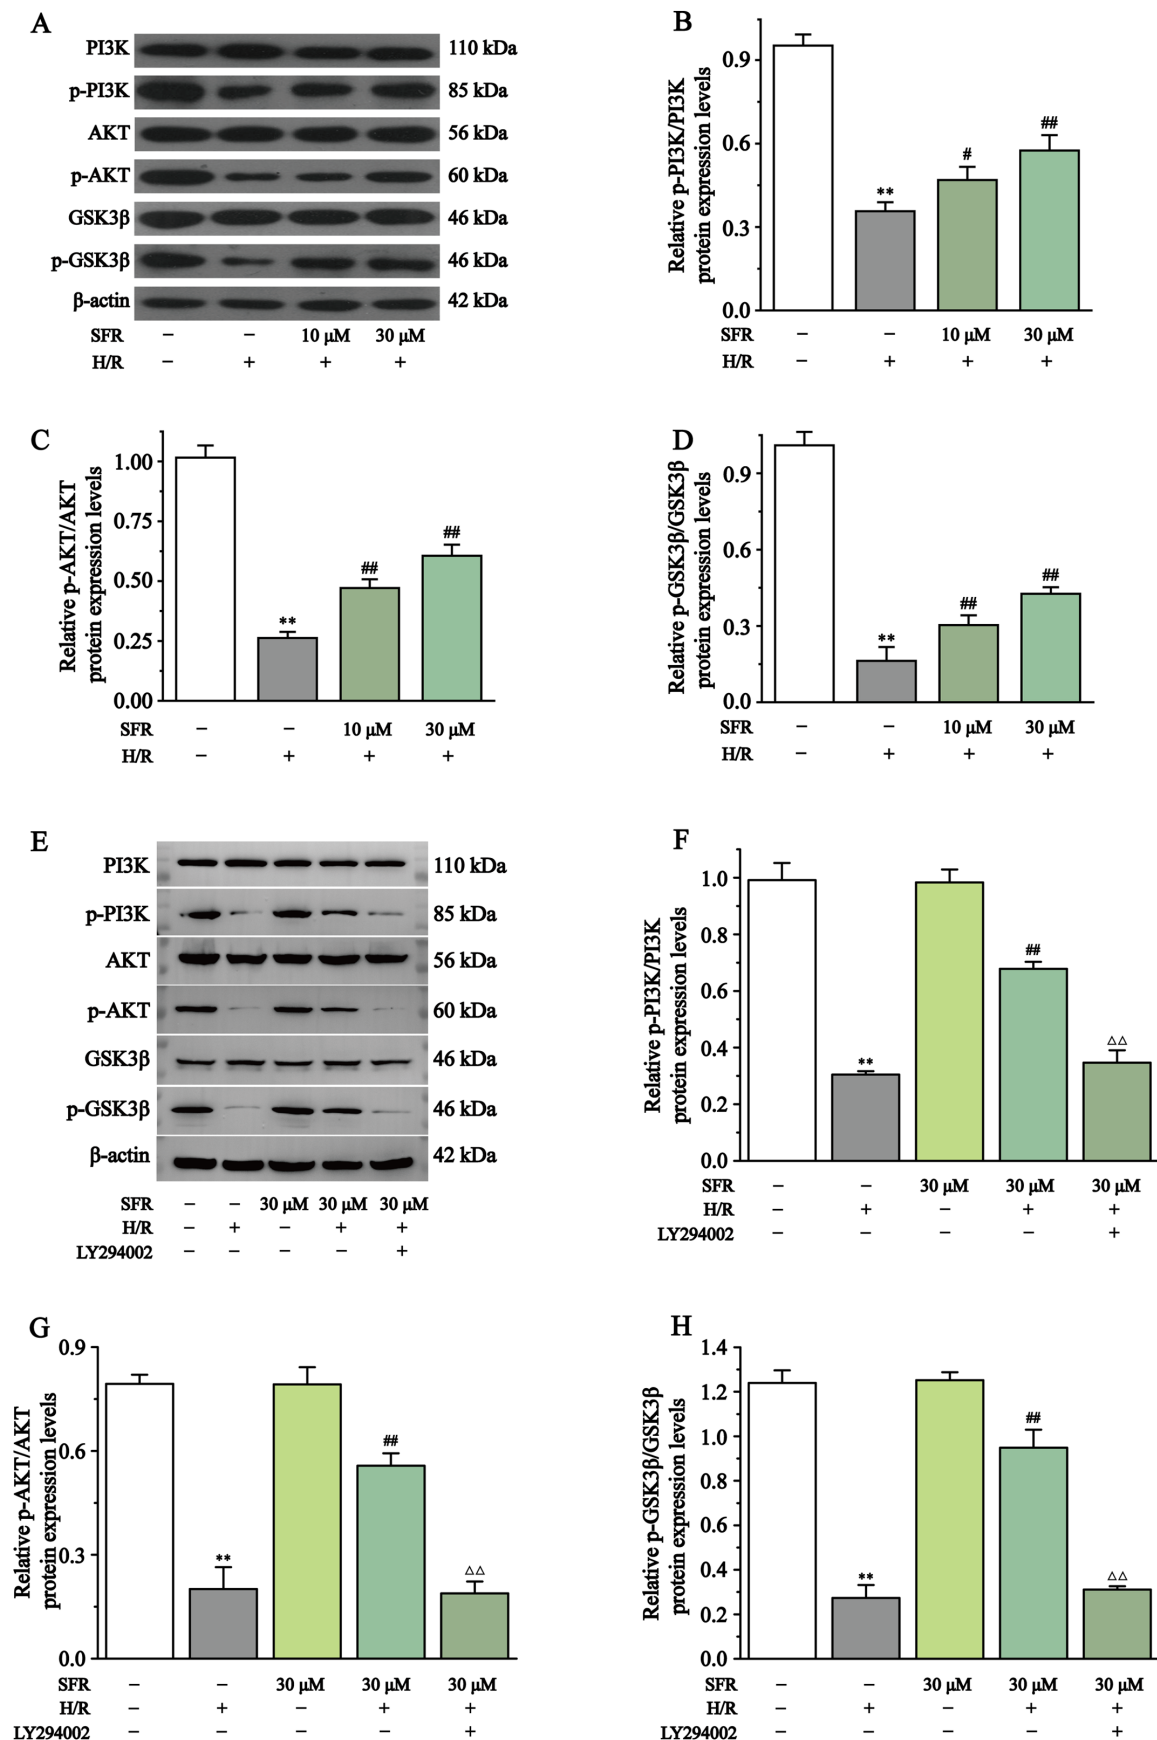 A
PI3K 110 kDa
p-PI3K 85 kDa
AKT 56 kDa
p-AKT 60 kDa
GSK3β 46 kDa
p-GSK3β 46 kDa
β-actin 42 kDa
SFR − − 10 μM 30 μM
H/R − + + +
B
Relative p-PI3K/PI3K
protein expression levels
0.9
0.6
0.3
0.0
**
#
##
SFR − − 10 μM 30 μM
H/R − + + +
C
Relative p-AKT/AKT
protein expression levels
1.00
0.75
0.50
0.25
0.00
**
##
##
SFR − − 10 μM 30 μM
H/R − + + +
D
Relative p-GSK3β/GSK3β
protein expression levels
0.9
0.6
0.3
0.0
**
##
##
SFR − − 10 μM 30 μM
H/R − + + +
E
PI3K 110 kDa
p-PI3K 85 kDa
AKT 56 kDa
p-AKT 60 kDa
GSK3β 46 kDa
p-GSK3β 46 kDa
β-actin 42 kDa
SFR − − 30 μM 30 μM 30 μM
H/R − + − + +
LY294002 − − − − +
F
Relative p-PI3K/PI3K
protein expression levels
1.0
0.8
0.6
0.4
0.2
0.0
**
##
△△
SFR − − 30 μM 30 μM 30 μM
H/R − + − + +
LY294002 − − − − +
G
Relative p-AKT/AKT
protein expression levels
0.9
0.6
0.3
0.0
**
##
△△
SFR − − 30 μM 30 μM 30 μM
H/R − + − + +
LY294002 − − − − +
H
Relative p-GSK3β/GSK3β
protein expression levels
1.4
1.2
1.0
0.8
0.6
0.4
0.2
0.0
**
##
△△
SFR − − 30 μM 30 μM 30 μM
H/R − + − + +
LY294002 − − − − +